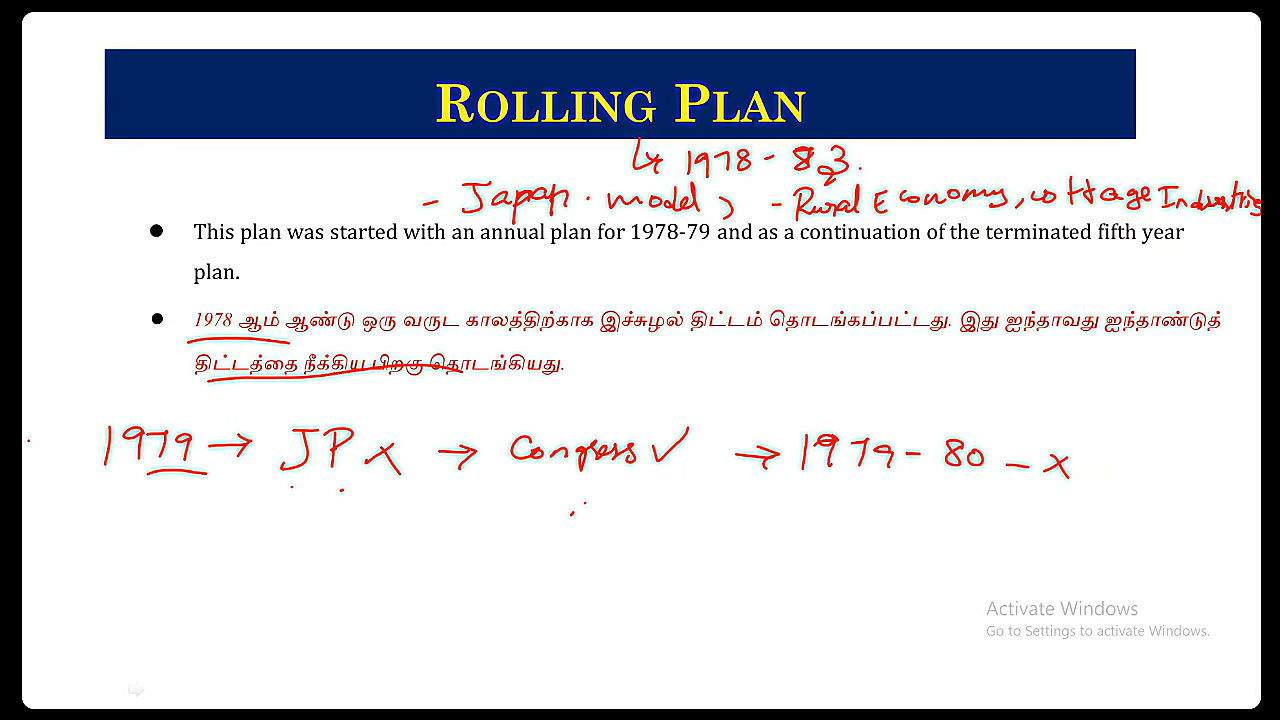 ROLLING PLAN
↳ 1978 - 83.
- Japan. model, - Rural Economy, cottage Industries
● This plan was started with an annual plan for 1978-79 and as a continuation of the terminated fifth year
plan.
● 1978 ஆம் ஆண்டு ஒரு வருட காலத்திற்காக இச்சுழல் திட்டம் தொடங்கப்பட்டது. இது ஐந்தாவது ஐந்தாண்டுத்
திட்டத்தை நீக்கிய பிறகு தொடங்கியது.
1979 → JP x → Congress ✓ → 1979 - 80 - x
Activate Windows
Go to Settings to activate Windows.